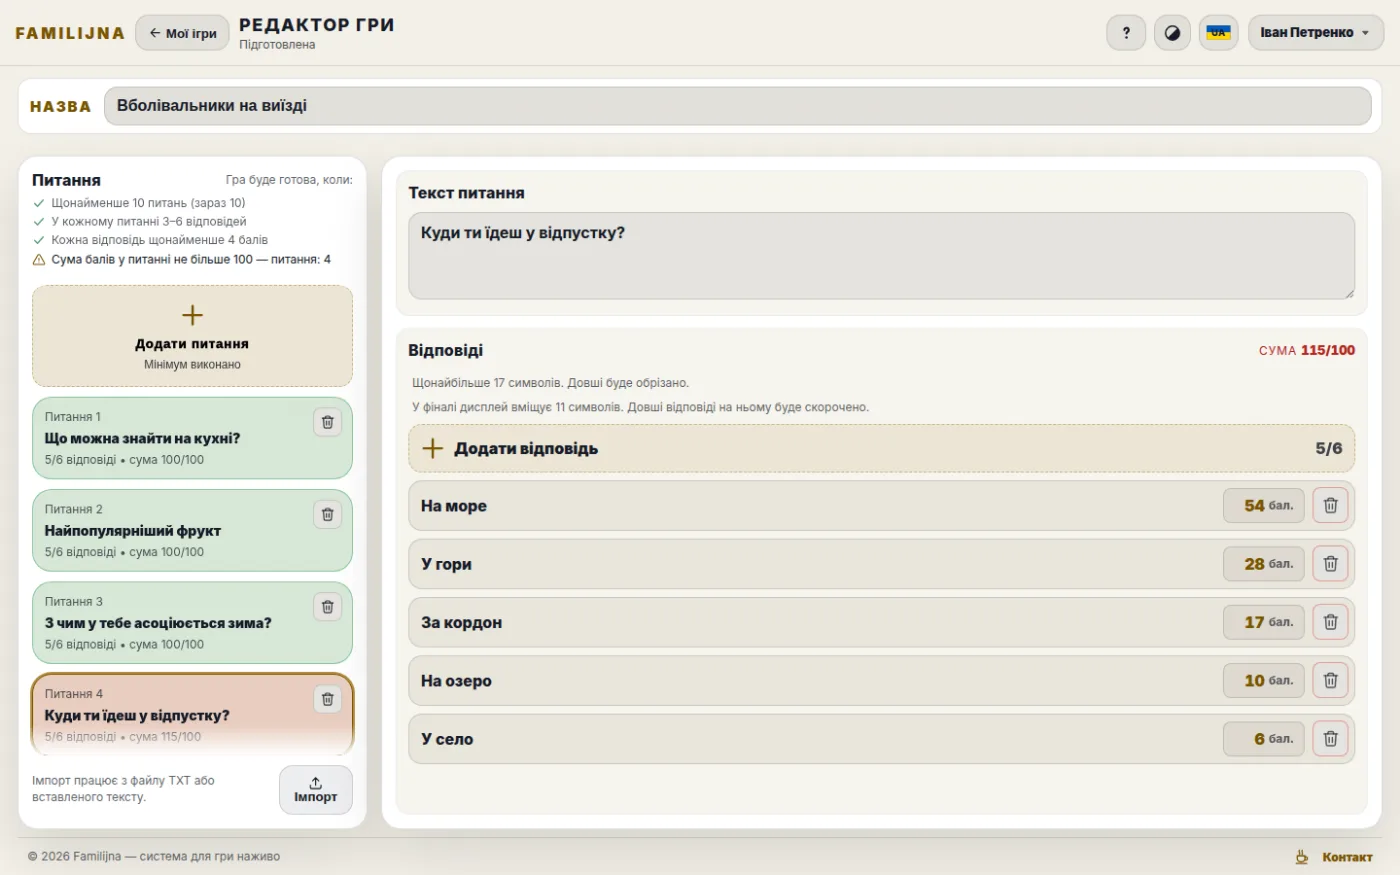 FAMILIJNA
← Мої ігри
РЕДАКТОР ГРИ
Підготовлена
?
UA
Іван Петренко
НАЗВА
Вболівальники на виїзді
Питання
Гра буде готова, коли:
Щонайменше 10 питань (зараз 10)
У кожному питанні 3–6 відповідей
Кожна відповідь щонайменше 4 балів
Сума балів у питанні не більше 100 — питання: 4
Додати питання
Мінімум виконано
Питання 1
Що можна знайти на кухні?
5/6 відповіді • сума 100/100
Питання 2
Найпопулярніший фрукт
5/6 відповіді • сума 100/100
Питання 3
З чим у тебе асоціюється зима?
5/6 відповіді • сума 100/100
Питання 4
Куди ти їдеш у відпустку?
5/6 відповіді • сума 115/100
Імпорт працює з файлу TXT або
вставленого тексту.
Імпорт
Текст питання
Куди ти їдеш у відпустку?
Відповіді
СУМА 115/100
Щонайбільше 17 символів. Довші буде обрізано.
У фіналі дисплей вміщує 11 символів. Довші відповіді на ньому буде скорочено.
Додати відповідь
5/6
На море
54 бал.
У гори
28 бал.
За кордон
17 бал.
На озеро
10 бал.
У село
6 бал.
© 2026 Familijna — система для гри наживо
Контакт